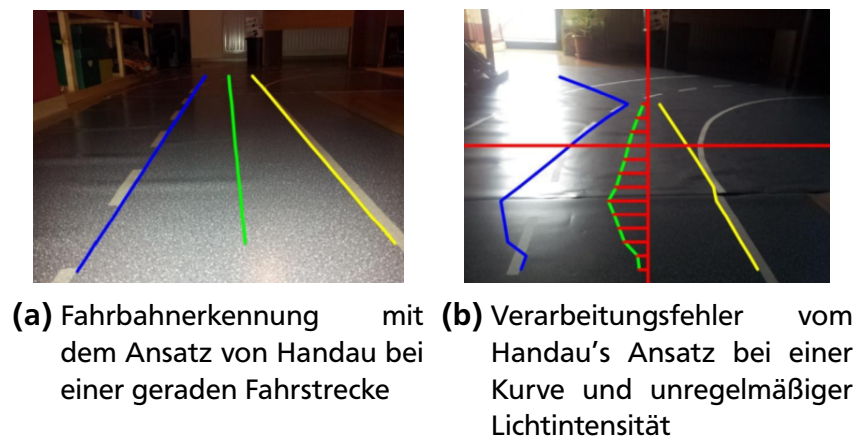 (a) Fahrbahnerkennung mit
dem Ansatz von Handau bei
einer geraden Fahrstrecke
(b) Verarbeitungsfehler vom
Handau's Ansatz bei einer
Kurve und unregelmäßiger
Lichtintensität